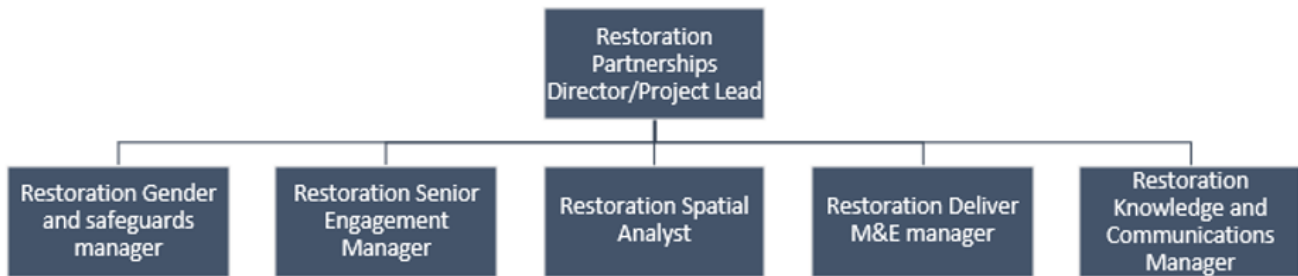 Restoration
Partnerships
Director/Project Lead
Restoration Gender
and safeguards
manager
Restoration Senior
Engagement
Manager
Restoration Spatial
Analyst
Restoration Deliver
M&E manager
Restoration
Knowledge and
Communications
Manager